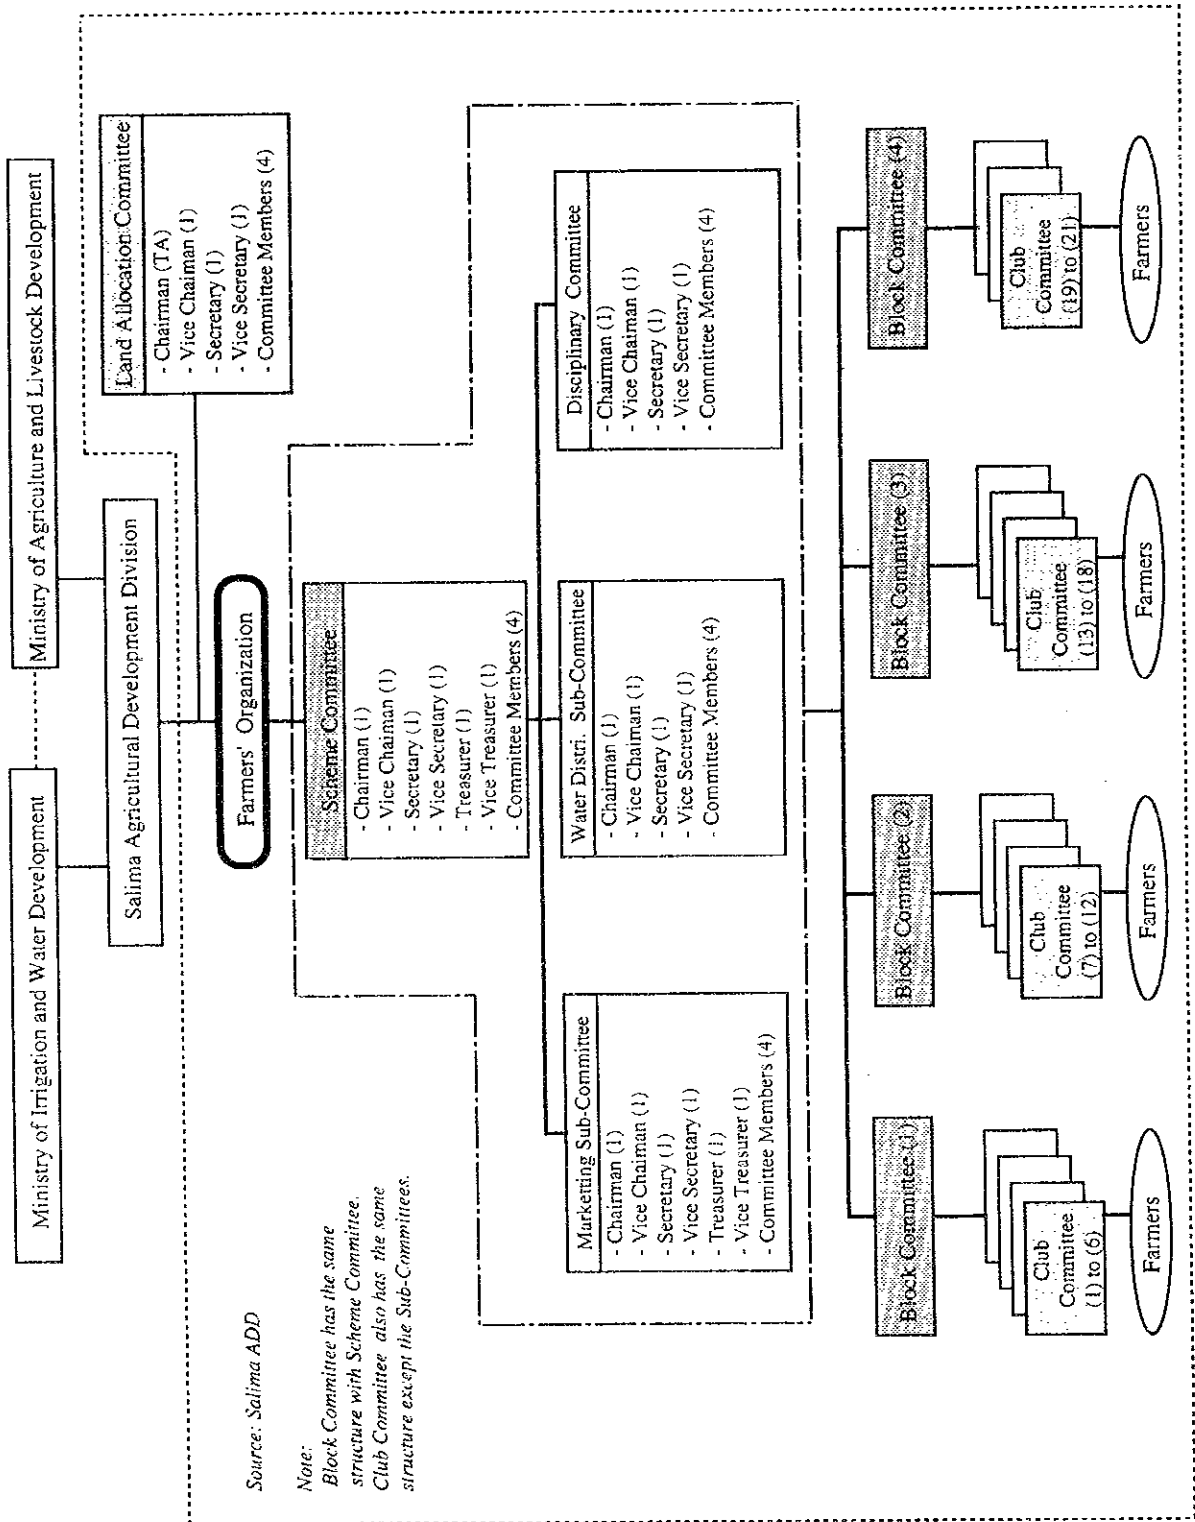 Ministry of Irrigation and Water Development
Ministry of Agriculture and Livestock Development
Salima Agricultural Development Division
Land Allocation Committee
- Chairman (TA)
- Vice Chaiman (1)
- Secretary (1)
- Vice Secretary (1)
- Committee Members (4)
Farmers' Organization
Source: Salima ADD
Note:
Block Committee has the same
structure with Scheme Committee.
Club Committee also has the same
structure except the Sub-Committees.
Scheme Committee
- Chairman (1)
- Vice Chaiman (1)
- Secretary (1)
- Vice Secretary (1)
- Treasurer (1)
- Vice Treasurer (1)
- Committee Members (4)
Marketting Sub-Committee
- Chairman (1)
- Vice Chaiman (1)
- Secretary (1)
- Vice Secretary (1)
- Treasurer (1)
- Vice Treasurer (1)
- Committee Members (4)
Water Distri. Sub-Committee
- Chairman (1)
- Vice Chaiman (1)
- Secretary (1)
- Vice Secretary (1)
- Committee Members (4)
Disciplinary Committee
- Chairman (1)
- Vice Chaiman (1)
- Secretary (1)
- Vice Secretary (1)
- Committee Members (4)
Block Committee (1)
Block Committee (2)
Block Committee (3)
Block Committee (4)
Club
Committee
(1) to (6)
Club
Committee
(7) to (12)
Club
Committee
(13) to (18)
Club
Committee
(19) to (21)
Farmers
Farmers
Farmers
Farmers